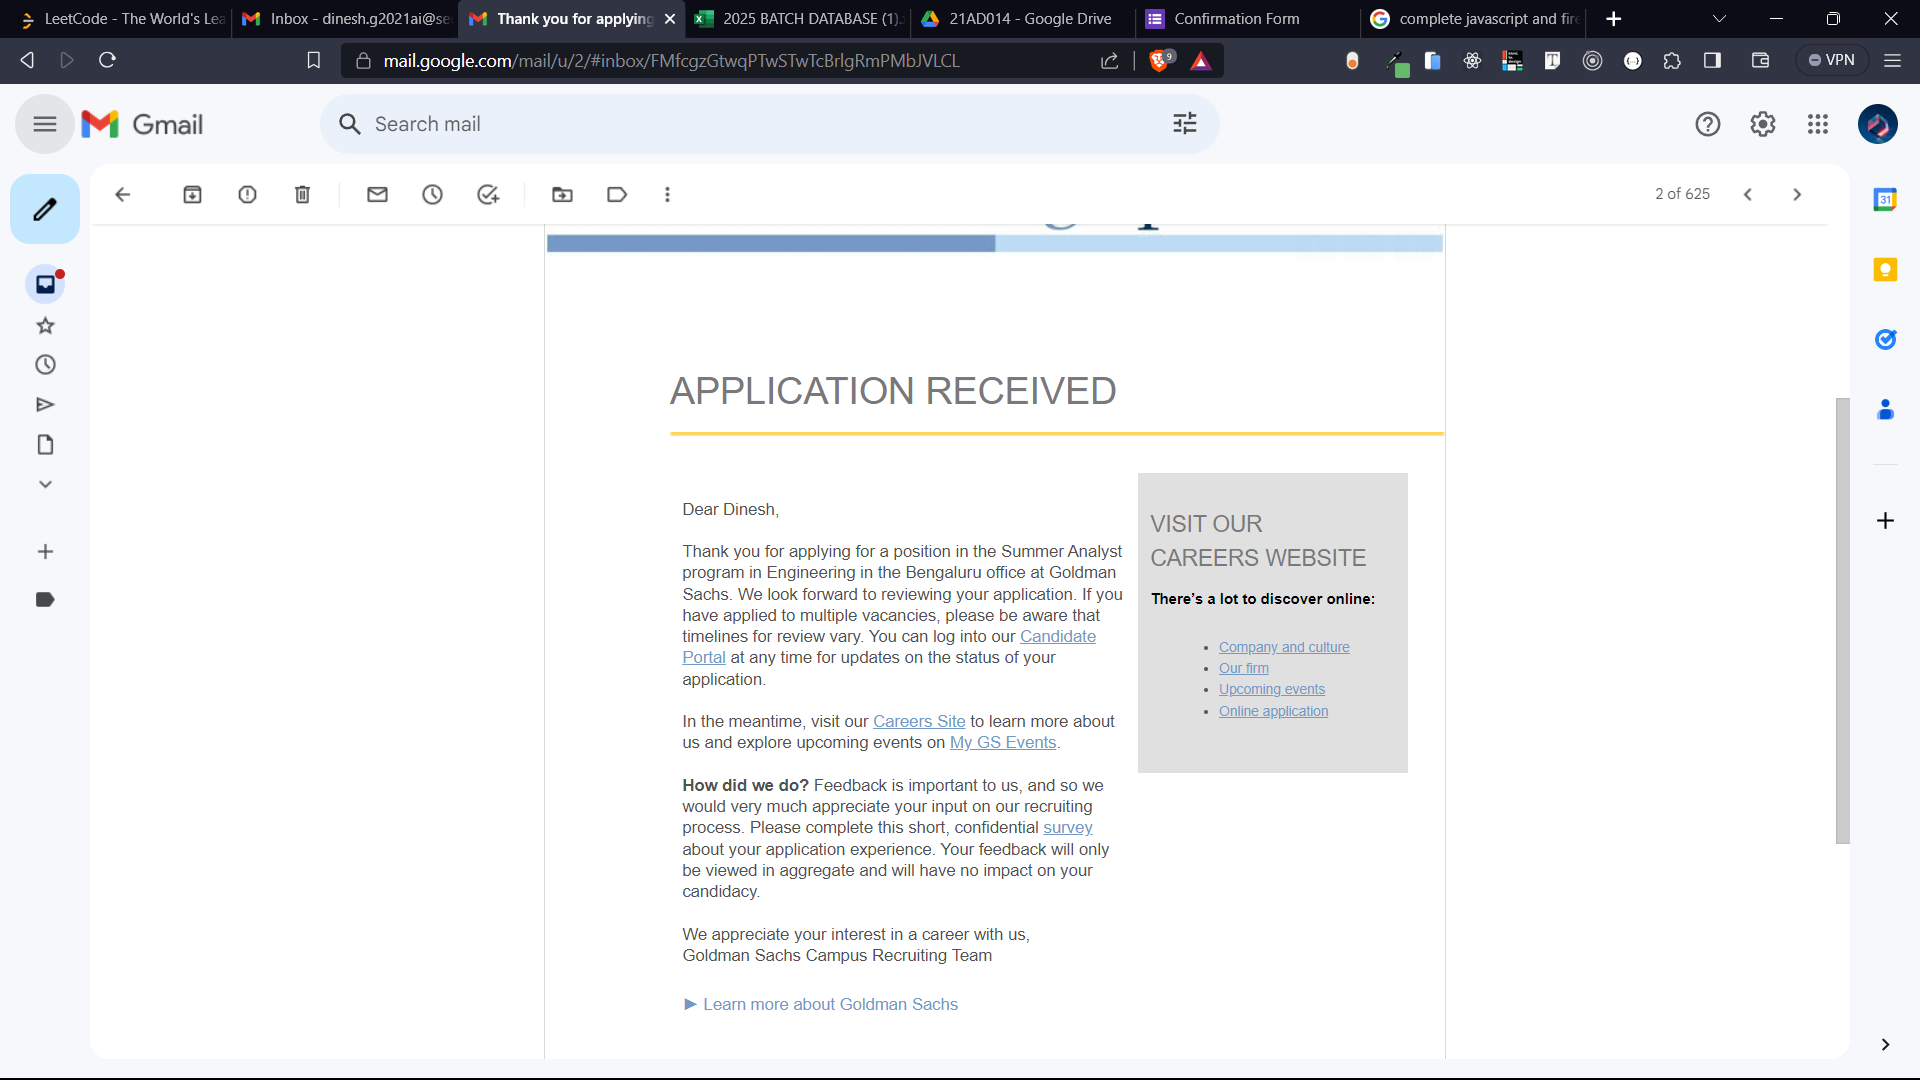 LeetCode - The World's Lea
Inbox - dinesh.g2021ai@se
Thank you for applying
2025 BATCH DATABASE (1).
21AD014 - Google Drive
Confirmation Form
complete javascript and fire
mail.google.com/mail/u/2/#inbox/FMfcgzGtwqPTwSTwTcBrlgRmPMbJVLCL
9
VPN
Gmail
Search mail
2 of 625
31
APPLICATION RECEIVED
Dear Dinesh,
Thank you for applying for a position in the Summer Analyst
program in Engineering in the Bengaluru office at Goldman
Sachs. We look forward to reviewing your application. If you
have applied to multiple vacancies, please be aware that
timelines for review vary. You can log into our Candidate
Portal at any time for updates on the status of your
application.
In the meantime, visit our Careers Site to learn more about
us and explore upcoming events on My GS Events.
How did we do? Feedback is important to us, and so we
would very much appreciate your input on our recruiting
process. Please complete this short, confidential survey
about your application experience. Your feedback will only
be viewed in aggregate and will have no impact on your
candidacy.
We appreciate your interest in a career with us,
Goldman Sachs Campus Recruiting Team
► Learn more about Goldman Sachs
VISIT OUR
CAREERS WEBSITE
There's a lot to discover online:
• Company and culture
• Our firm
• Upcoming events
• Online application